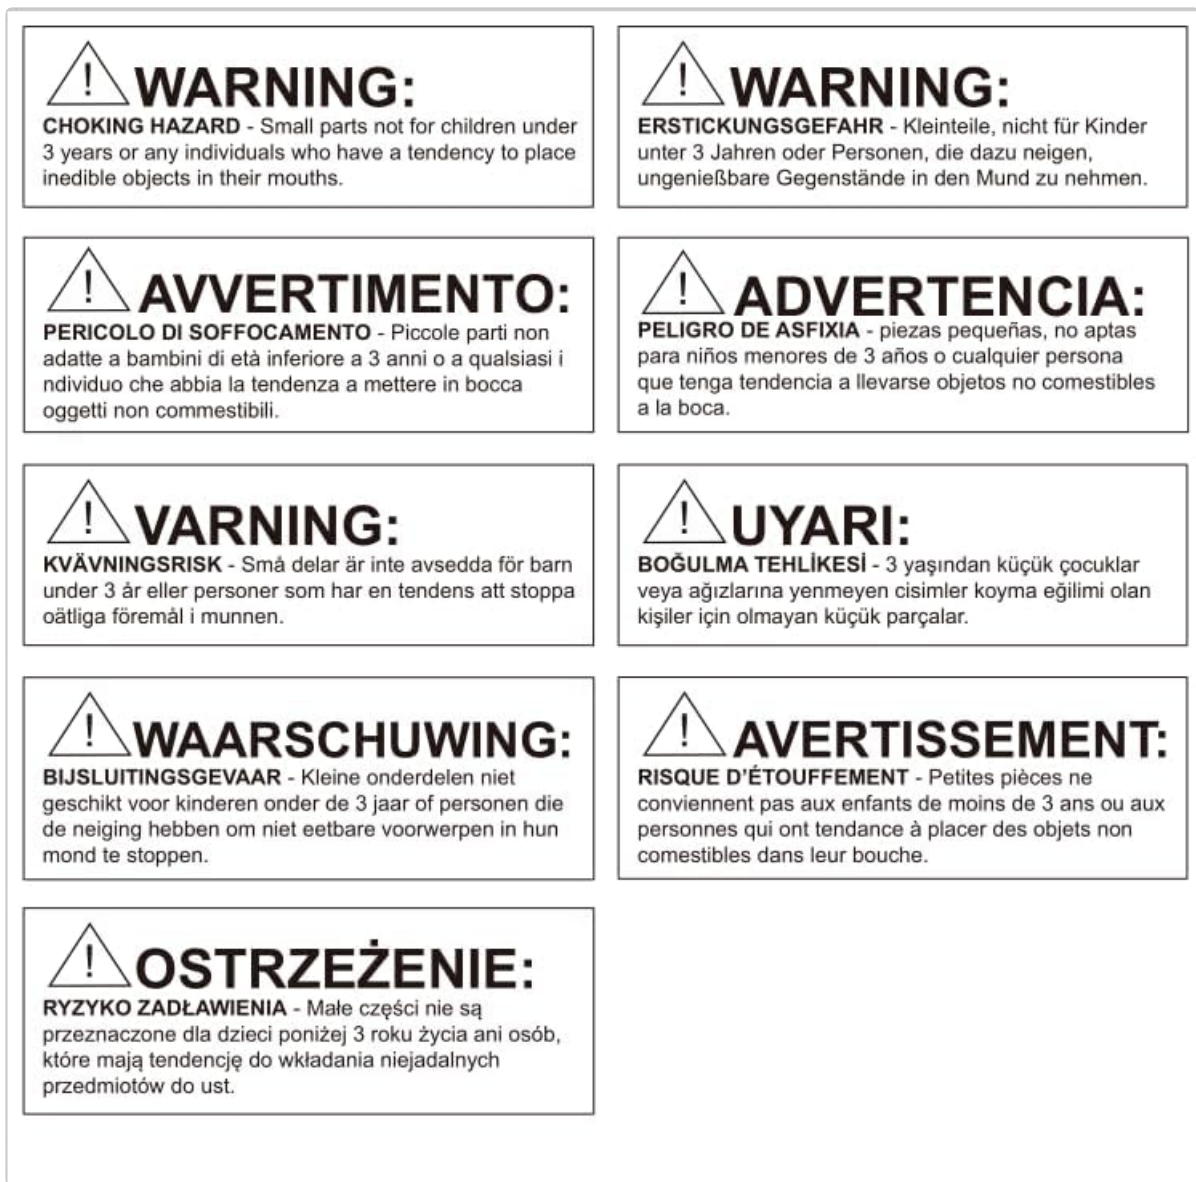 WARNING:
CHOKING HAZARD - Small parts not for children under
3 years or any individuals who have a tendency to place
inedible objects in their mouths.
WARNING:
ERSTICKUNGSGEFAHR - Kleinteile, nicht für Kinder
unter 3 Jahren oder Personen, die dazu neigen,
ungenießbare Gegenstände in den Mund zu nehmen.
AVVERTIMENTO:
PERICOLO DI SOFFOCAMENTO - Piccole parti non
adatte a bambini di età inferiore a 3 anni o a qualsiasi i
ndividuo che abbia la tendenza a mettere in bocca
oggetti non commestibili.
ADVERTENCIA:
PELIGRO DE ASFIXIA - piezas pequeñas, no aptas
para niños menores de 3 años o cualquier persona
que tenga tendencia a llevarse objetos no comestibles
a la boca.
VARNING:
KVÄVNINGSRISK - Små delar är inte avsedda för barn
under 3 år eller personer som har en tendens att stoppa
oätliga föremål i munnen.
UYARI:
BOĞULMA TEHLİKESİ - 3 yaşından küçük çocuklar
veya ağızlarına yenmeyen cisimler koyma eğilimi olan
kişiler için olmayan küçük parçalar.
WAARSCHUWING:
BIJSLUITINGSGEVAAR - Kleine onderdelen niet
geschikt voor kinderen onder de 3 jaar of personen die
de neiging hebben om niet eetbare voorwerpen in hun
mond te stoppen.
AVERTISSEMENT:
RISQUE D'ÉTOUFFEMENT - Petites pièces ne
conviennent pas aux enfants de moins de 3 ans ou aux
personnes qui ont tendance à placer des objets non
comestibles dans leur bouche.
OSTRZEŻENIE:
RYZYKO ZADŁAWIENIA - Małe części nie są
przeznaczone dla dzieci poniżej 3 roku życia ani osób,
które mają tendencję do wkładania niejadalnych
przedmiotów do ust.